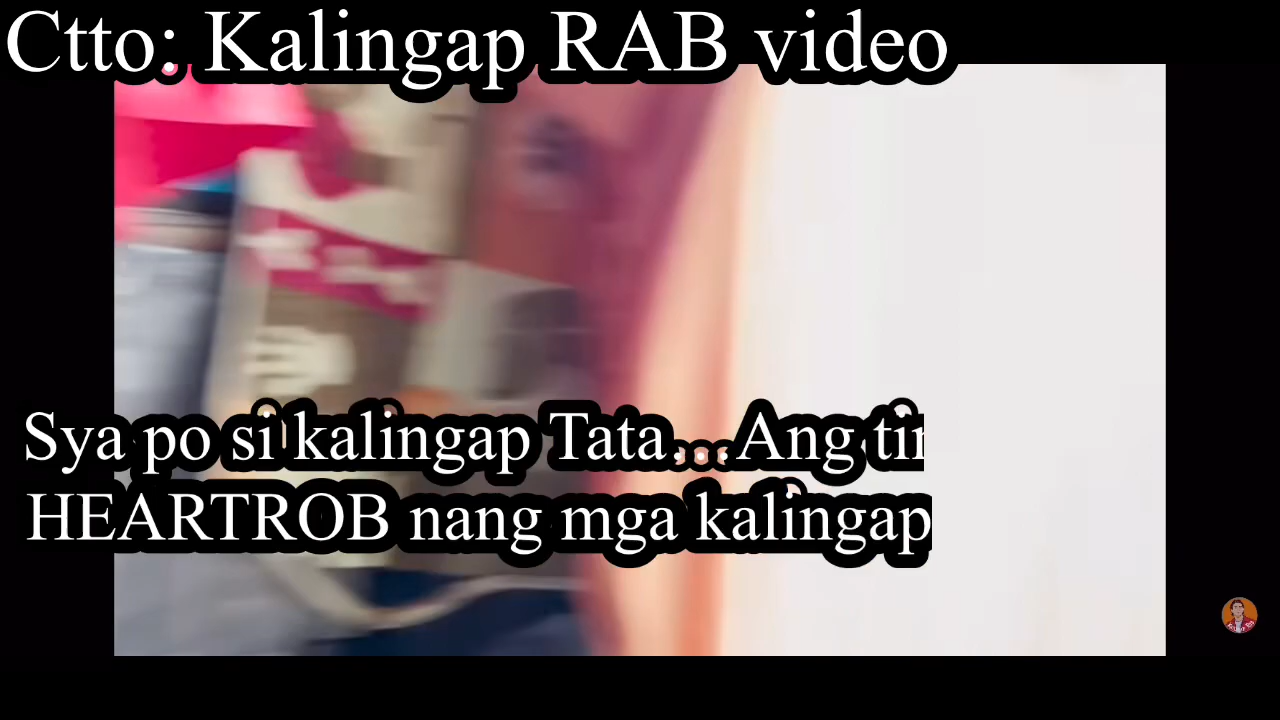 Ctto: Kalingap RAB video
Sya po si kalingap Tata...Ang
HEARTROB nang mga kalingap